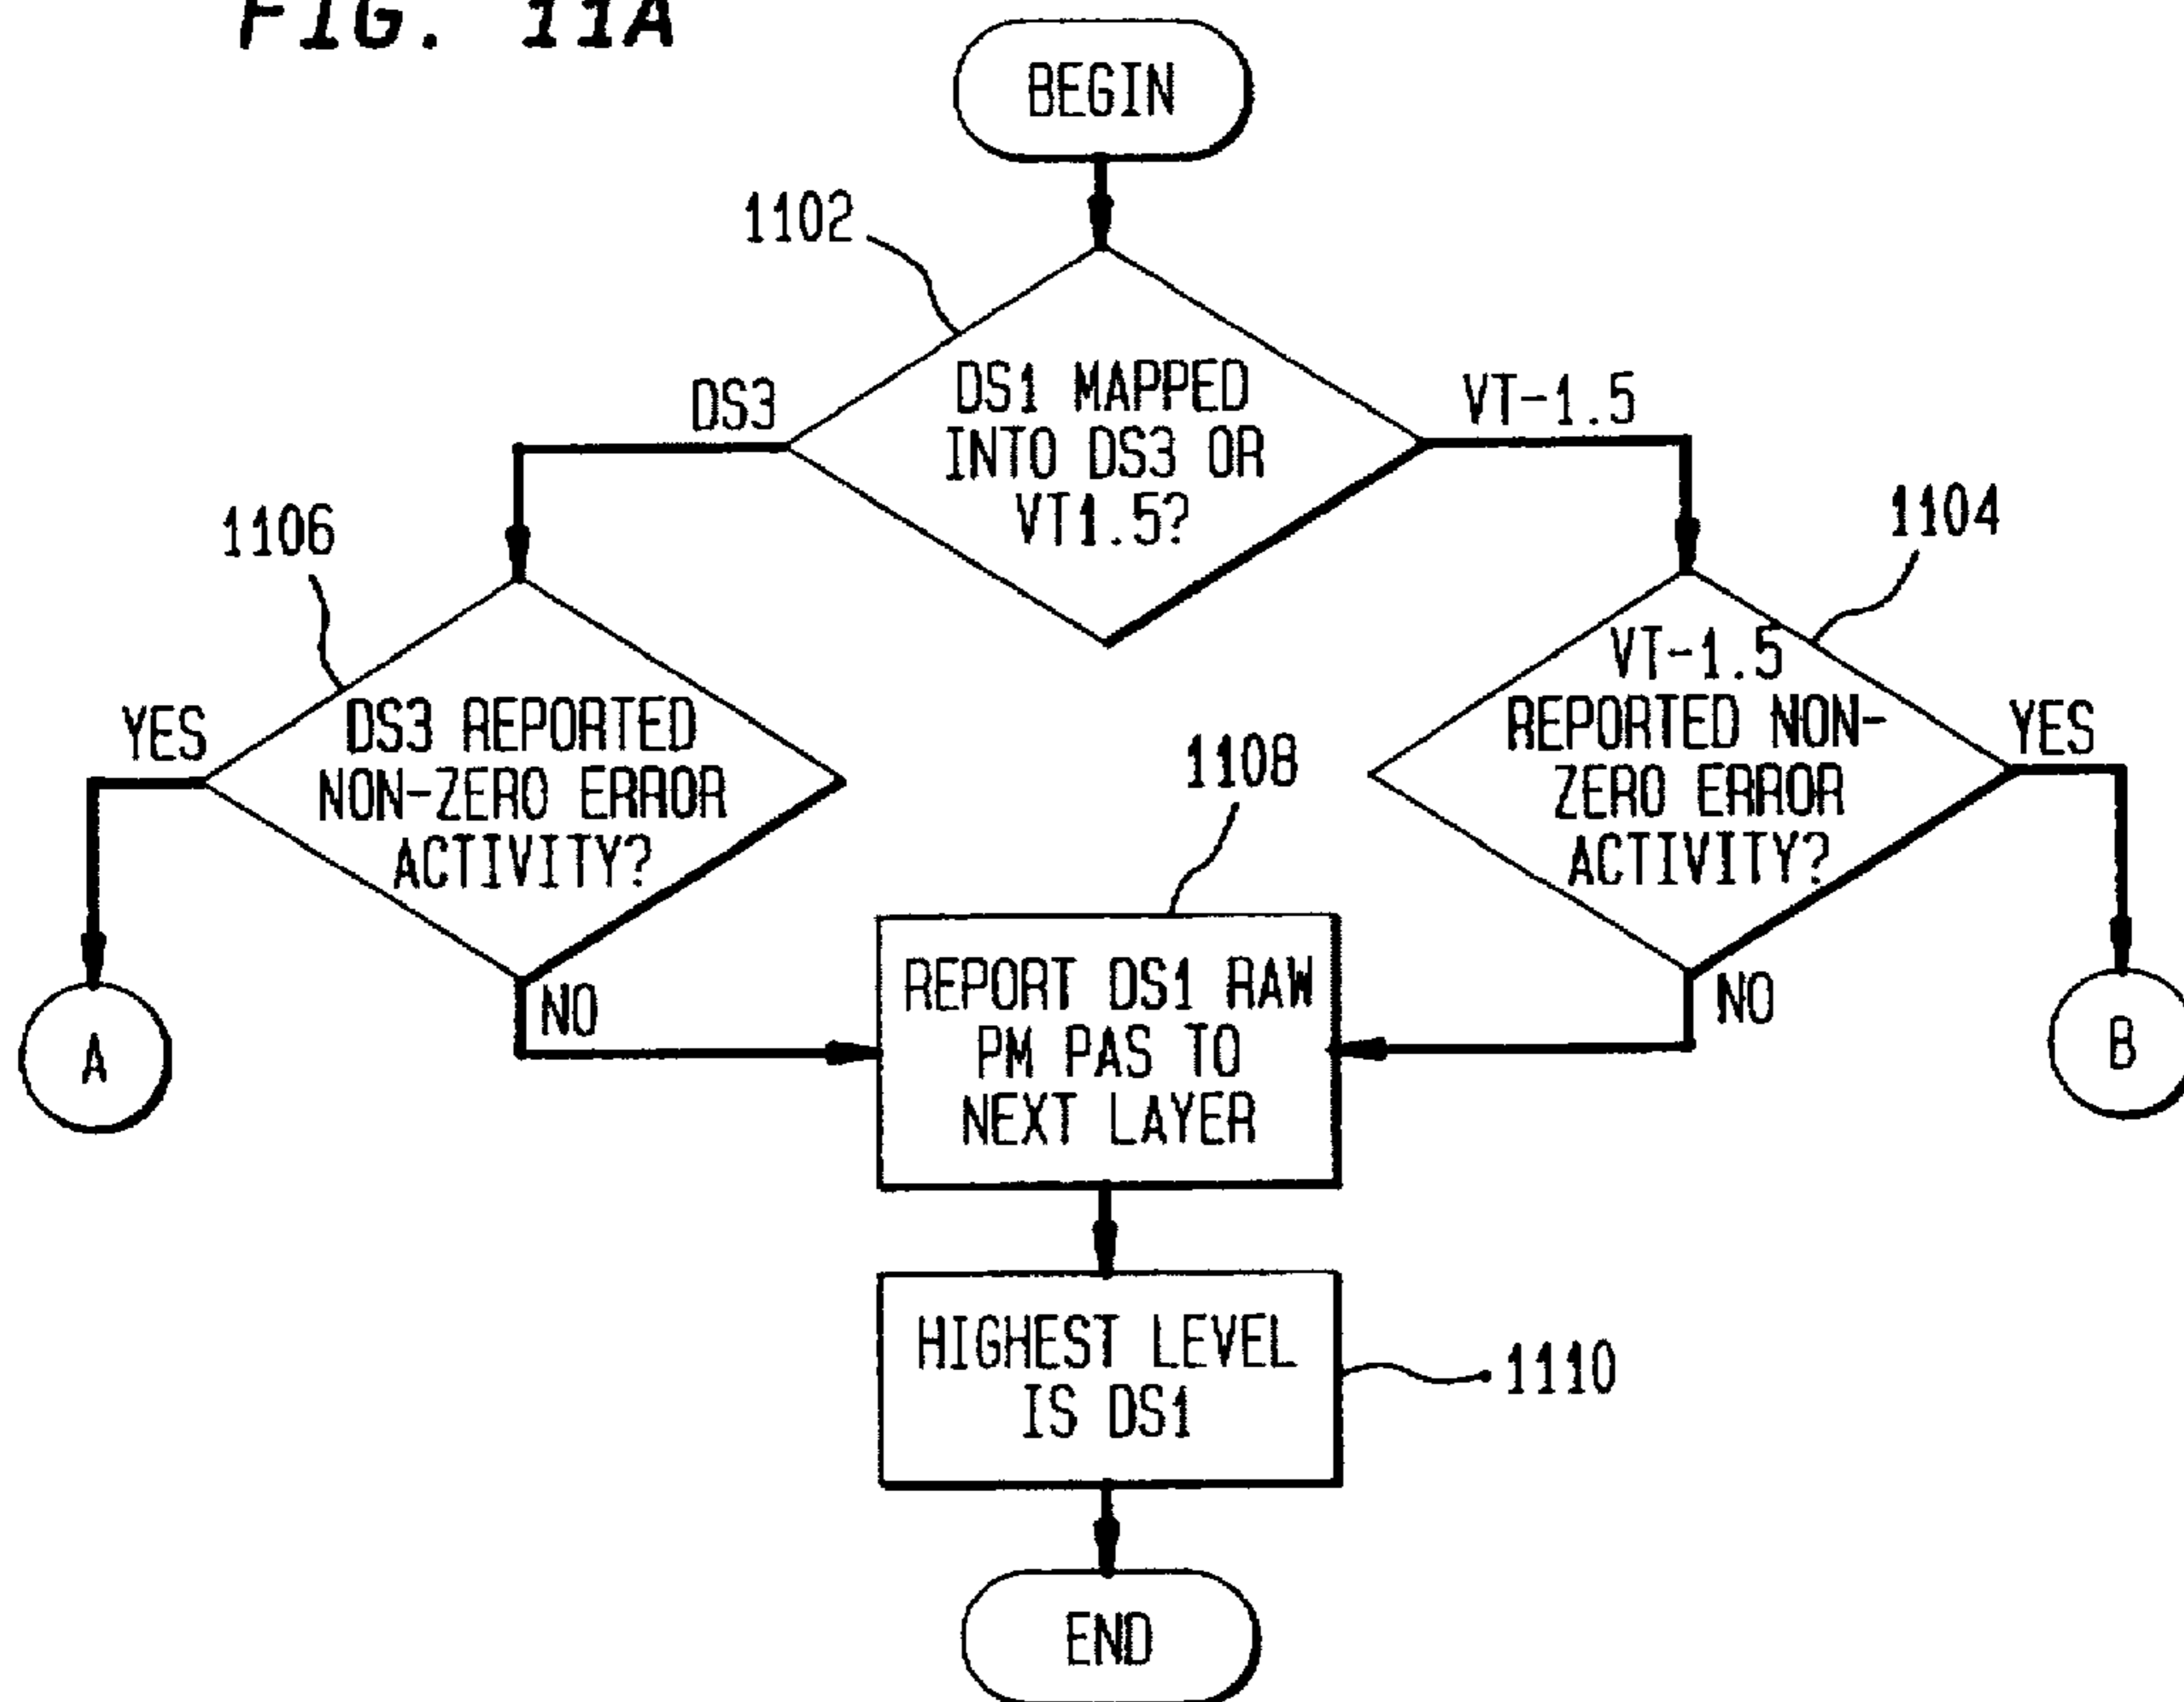 FIG. 11A
BEGIN
1102
DS1 MAPPED
INTO DS3 OR
VT1.5?
DS3
VT-1.5
1106
1104
DS3 REPORTED
NON-ZERO ERROR
ACTIVITY?
YES
NO
VT-1.5
REPORTED NON-
ZERO ERROR
ACTIVITY?
YES
NO
1108
A
REPORT DS1 RAW
PM PAS TO
NEXT LAYER
B
HIGHEST LEVEL
IS DS1
1110
END